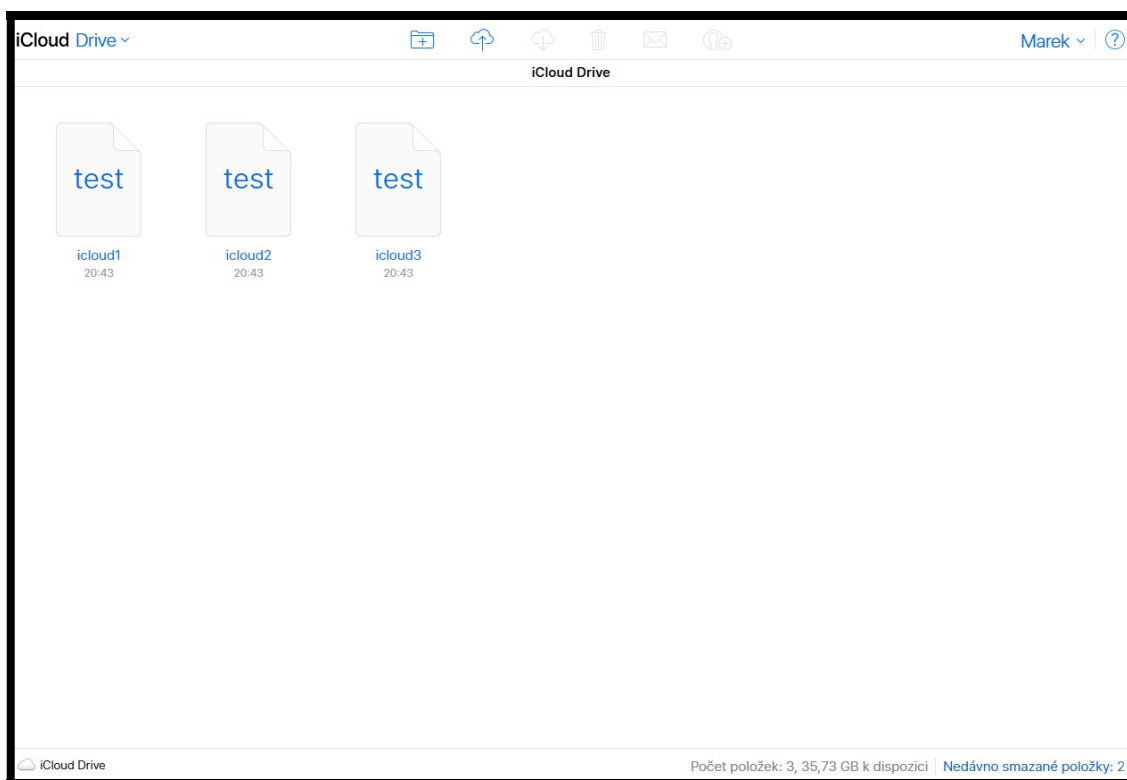 iCloud Drive
Marek
?
iCloud Drive
test test test
icloud1 icloud2 icloud3
20:43 20:43 20:43
iCloud Drive
Počet položek: 3, 35,73 GB k dispozici Nedávno smazané položky: 2